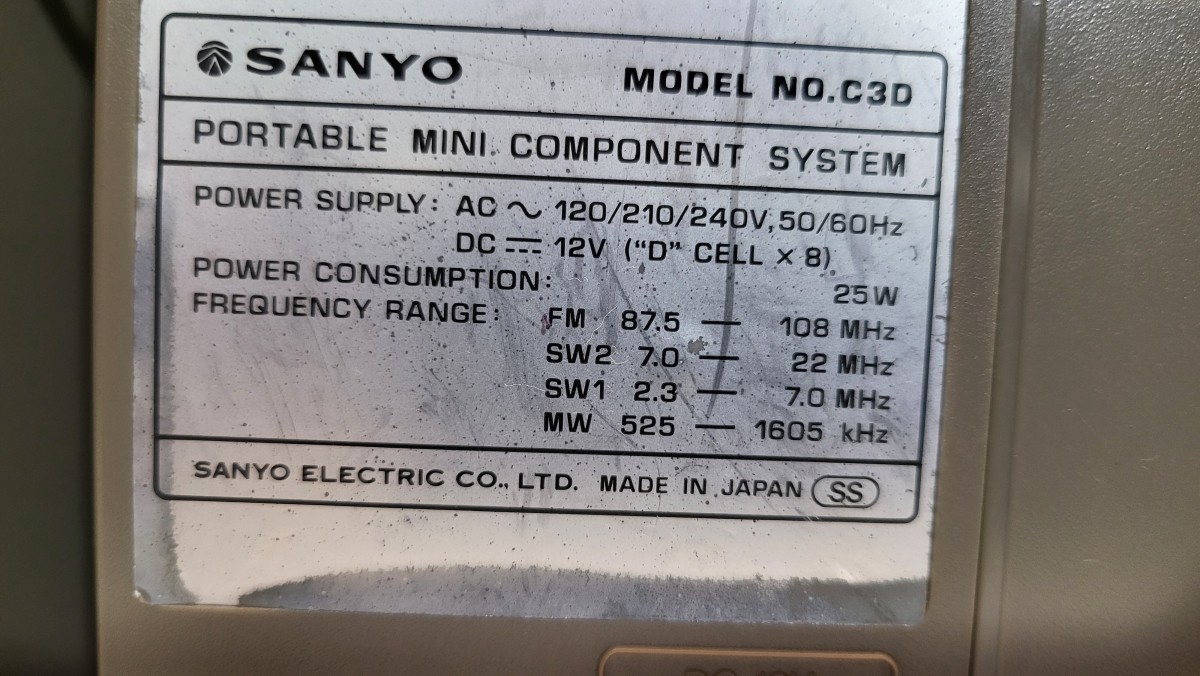 SANYO MODEL NO.C3D
PORTABLE MINI COMPONENT SYSTEM
POWER SUPPLY: AC ~ 120/210/240V, 50/60Hz
DC ⎓ 12V ("D" CELL × 8)
POWER CONSUMPTION: 25W
FREQUENCY RANGE: FM 87.5 — 108 MHz
SW2 7.0 — 22 MHz
SW1 2.3 — 7.0 MHz
MW 525 — 1605 kHz
SANYO ELECTRIC CO., LTD. MADE IN JAPAN SS